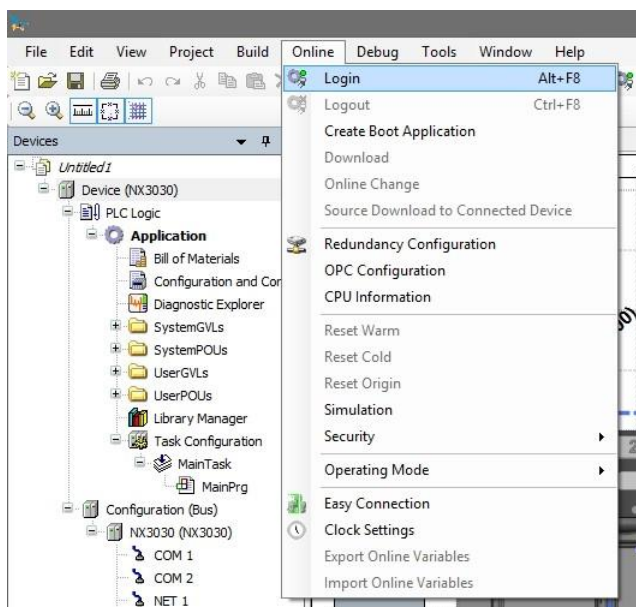 File Edit View Project Build Online Debug Tools Window Help
Login Alt+F8
Logout Ctrl+F8
Create Boot Application
Download
Online Change
Source Download to Connected Device
Redundancy Configuration
OPC Configuration
CPU Information
Reset Warm
Reset Cold
Reset Origin
Simulation
Security
Operating Mode
Easy Connection
Clock Settings
Export Online Variables
Import Online Variables
Devices
Untitled1
Device (NX3030)
PLC Logic
Application
Bill of Materials
Configuration and Cor
Diagnostic Explorer
SystemGVLs
SystemPOUs
UserGVLs
UserPOUs
Library Manager
Task Configuration
MainTask
MainPrg
Configuration (Bus)
NX3030 (NX3030)
COM 1
COM 2
NET 1